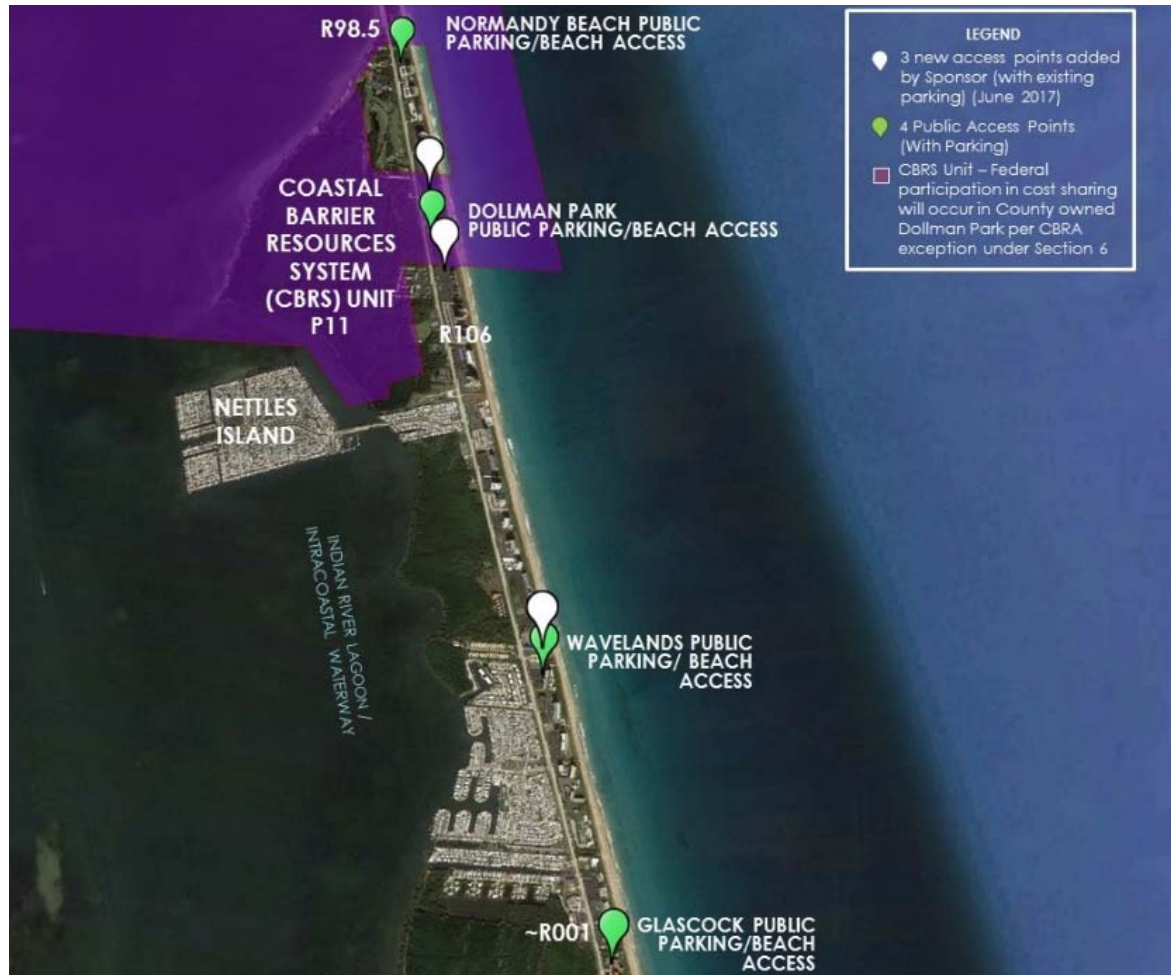 R98.5
NORMANDY BEACH PUBLIC
PARKING/BEACH ACCESS
COASTAL
BARRIER
RESOURCES
SYSTEM
(CBRS) UNIT
P11
DOLLMAN PARK
PUBLIC PARKING/BEACH ACCESS
R106
NETTLES
ISLAND
INDIAN RIVER LAGOON /
INTRACOASTAL WATERWAY
WAVELANDS PUBLIC
PARKING/ BEACH
ACCESS
~R001
GLASCOCK PUBLIC
PARKING/BEACH
ACCESS
LEGEND
3 new access points added
by Sponsor (with existing
parking) (June 2017)
4 Public Access Points
(With Parking)
CBRS Unit – Federal
participation in cost sharing
will occur in County owned
Dollman Park per CBRA
exception under Section 6